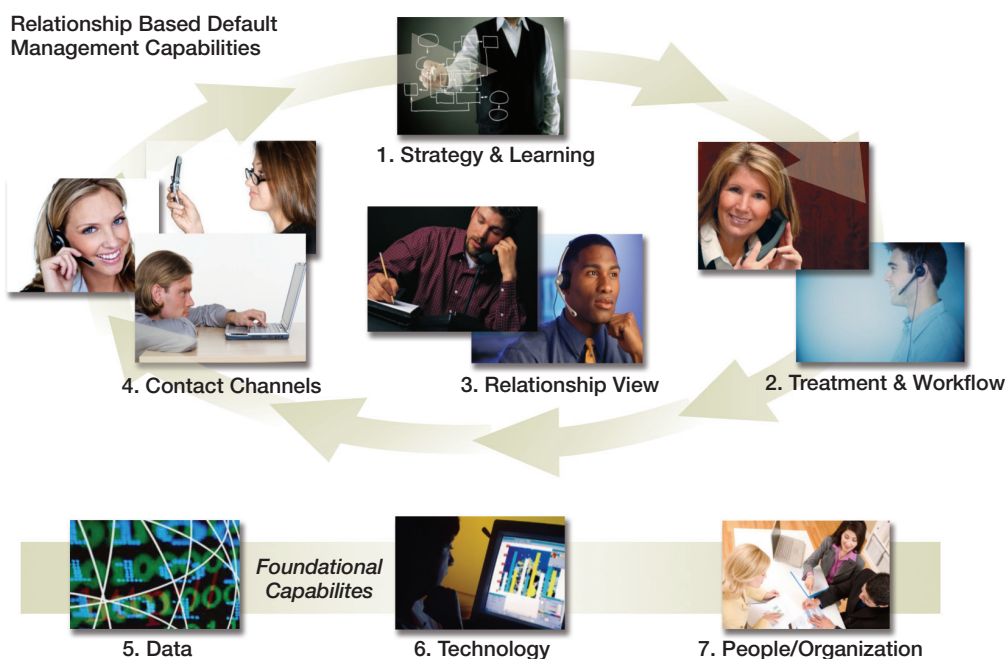 Relationship Based Default
Management Capabilities
1. Strategy & Learning
2. Treatment & Workflow
3. Relationship View
4. Contact Channels
Foundational
Capabilites
5. Data
6. Technology
7. People/Organization